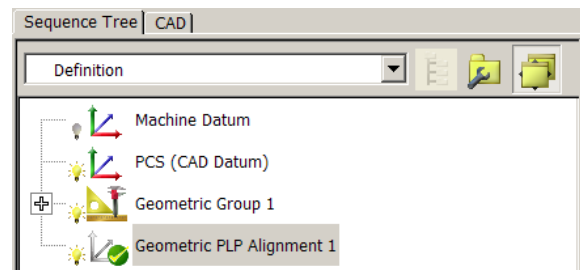 Sequence Tree CAD
Definition
Machine Datum
PCS (CAD Datum)
Geometric Group 1
Geometric PLP Alignment 1